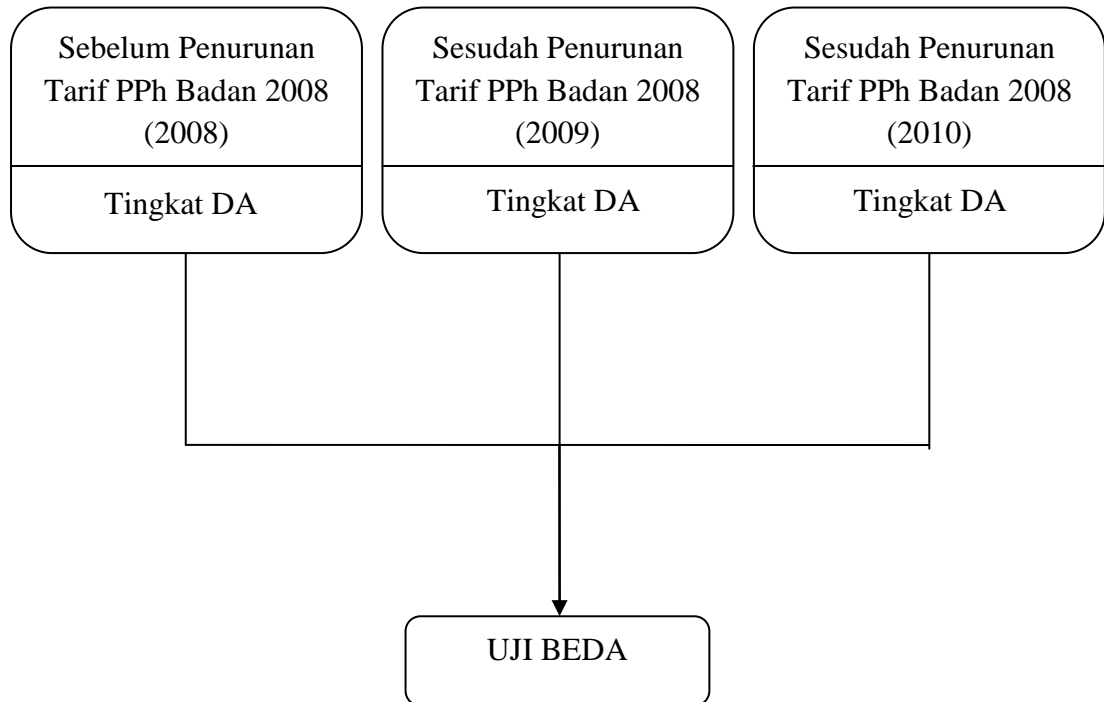 Sebelum Penurunan
Tarif PPh Badan 2008
(2008)
Tingkat DA
Sesudah Penurunan
Tarif PPh Badan 2008
(2009)
Tingkat DA
Sesudah Penurunan
Tarif PPh Badan 2008
(2010)
Tingkat DA
UJI BEDA